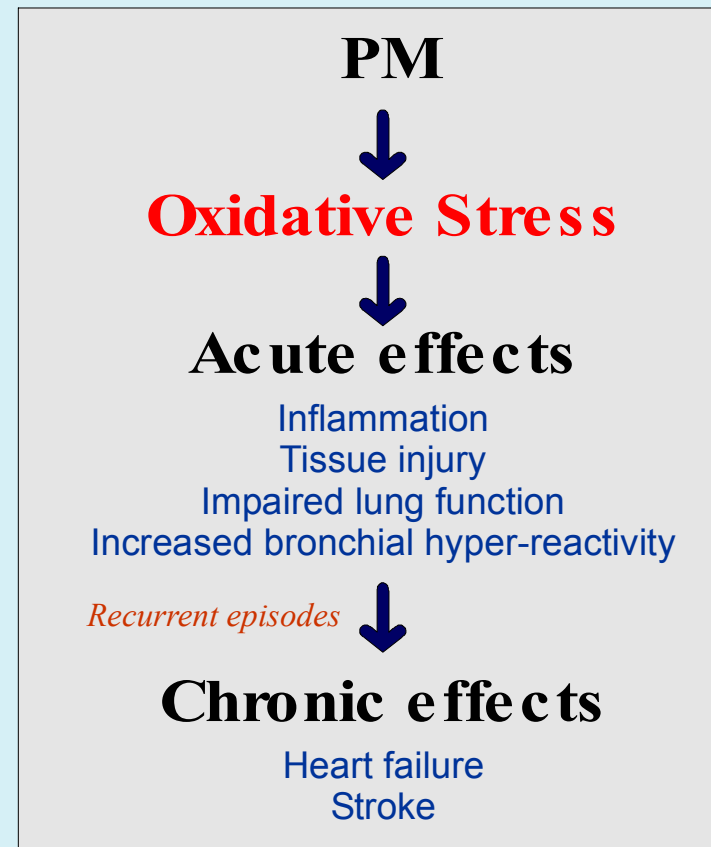 PM
Oxidative Stress
Acute effects
Inflammation
Tissue injury
Impaired lung function
Increased bronchial hyper-reactivity
Recurrent episodes
Chronic effects
Heart failure
Stroke